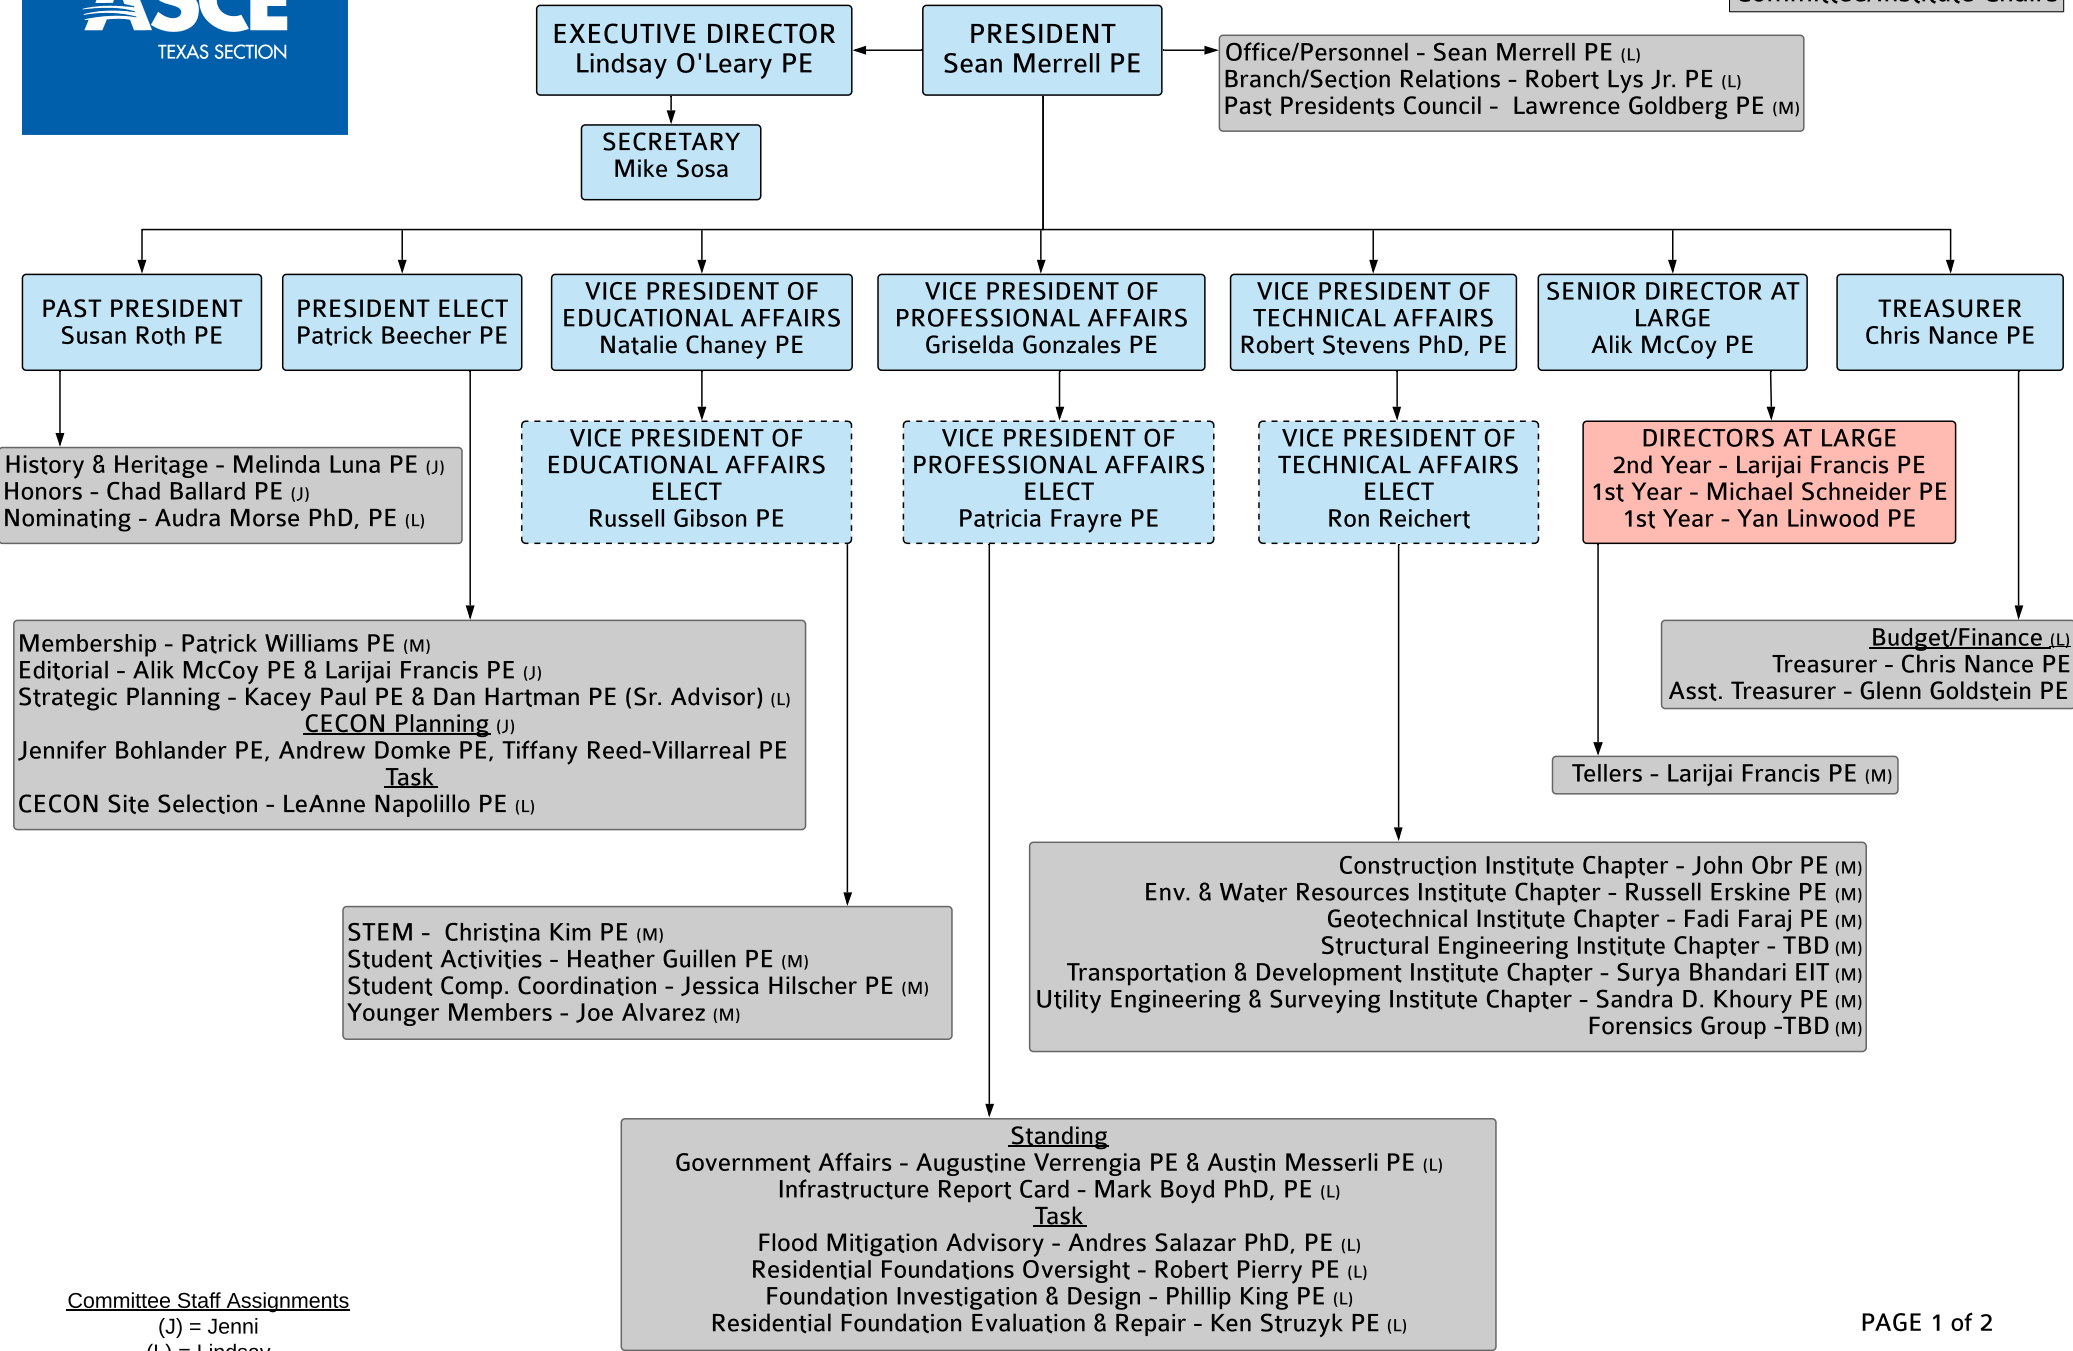 ASCE
TEXAS SECTION
Committee/Institute Chairs
EXECUTIVE DIRECTOR
Lindsay O'Leary PE
PRESIDENT
Sean Merrell PE
Office/Personnel - Sean Merrell PE (L)
Branch/Section Relations - Robert Lys Jr. PE (L)
Past Presidents Council - Lawrence Goldberg PE (M)
SECRETARY
Mike Sosa
PAST PRESIDENT
Susan Roth PE
PRESIDENT ELECT
Patrick Beecher PE
VICE PRESIDENT OF
EDUCATIONAL AFFAIRS
Natalie Chaney PE
VICE PRESIDENT OF
PROFESSIONAL AFFAIRS
Griselda Gonzales PE
VICE PRESIDENT OF
TECHNICAL AFFAIRS
Robert Stevens PhD, PE
SENIOR DIRECTOR AT
LARGE
Alik McCoy PE
TREASURER
Chris Nance PE
History & Heritage - Melinda Luna PE (J)
Honors - Chad Ballard PE (J)
Nominating - Audra Morse PhD, PE (L)
VICE PRESIDENT OF
EDUCATIONAL AFFAIRS
ELECT
Russell Gibson PE
VICE PRESIDENT OF
PROFESSIONAL AFFAIRS
ELECT
Patricia Frayre PE
VICE PRESIDENT OF
TECHNICAL AFFAIRS
ELECT
Ron Reichert
DIRECTORS AT LARGE
2nd Year - Larijai Francis PE
1st Year - Michael Schneider PE
1st Year - Yan Linwood PE
Membership - Patrick Williams PE (M)
Editorial - Alik McCoy PE & Larijai Francis PE (J)
Strategic Planning - Kacey Paul PE & Dan Hartman PE (Sr. Advisor) (L)
CECON Planning (J)
Jennifer Bohlander PE, Andrew Domke PE, Tiffany Reed-Villarreal PE
Task
CECON Site Selection - LeAnne Napolillo PE (L)
Budget/Finance (L)
Treasurer - Chris Nance PE
Asst. Treasurer - Glenn Goldstein PE
Tellers - Larijai Francis PE (M)
Construction Institute Chapter - John Obr PE (M)
Env. & Water Resources Institute Chapter - Russell Erskine PE (M)
Geotechnical Institute Chapter - Fadi Faraj PE (M)
Structural Engineering Institute Chapter - TBD (M)
Transportation & Development Institute Chapter - Surya Bhandari EIT (M)
Utility Engineering & Surveying Institute Chapter - Sandra D. Khoury PE (M)
Forensics Group -TBD (M)
STEM - Christina Kim PE (M)
Student Activities - Heather Guillen PE (M)
Student Comp. Coordination - Jessica Hilscher PE (M)
Younger Members - Joe Alvarez (M)
Standing
Government Affairs - Augustine Verrengia PE & Austin Messerli PE (L)
Infrastructure Report Card - Mark Boyd PhD, PE (L)
Task
Flood Mitigation Advisory - Andres Salazar PhD, PE (L)
Residential Foundations Oversight - Robert Pierry PE (L)
Foundation Investigation & Design - Phillip King PE (L)
Residential Foundation Evaluation & Repair - Ken Struzyk PE (L)
Committee Staff Assignments
(J) = Jenni
(L) = Lindsay
PAGE 1 of 2